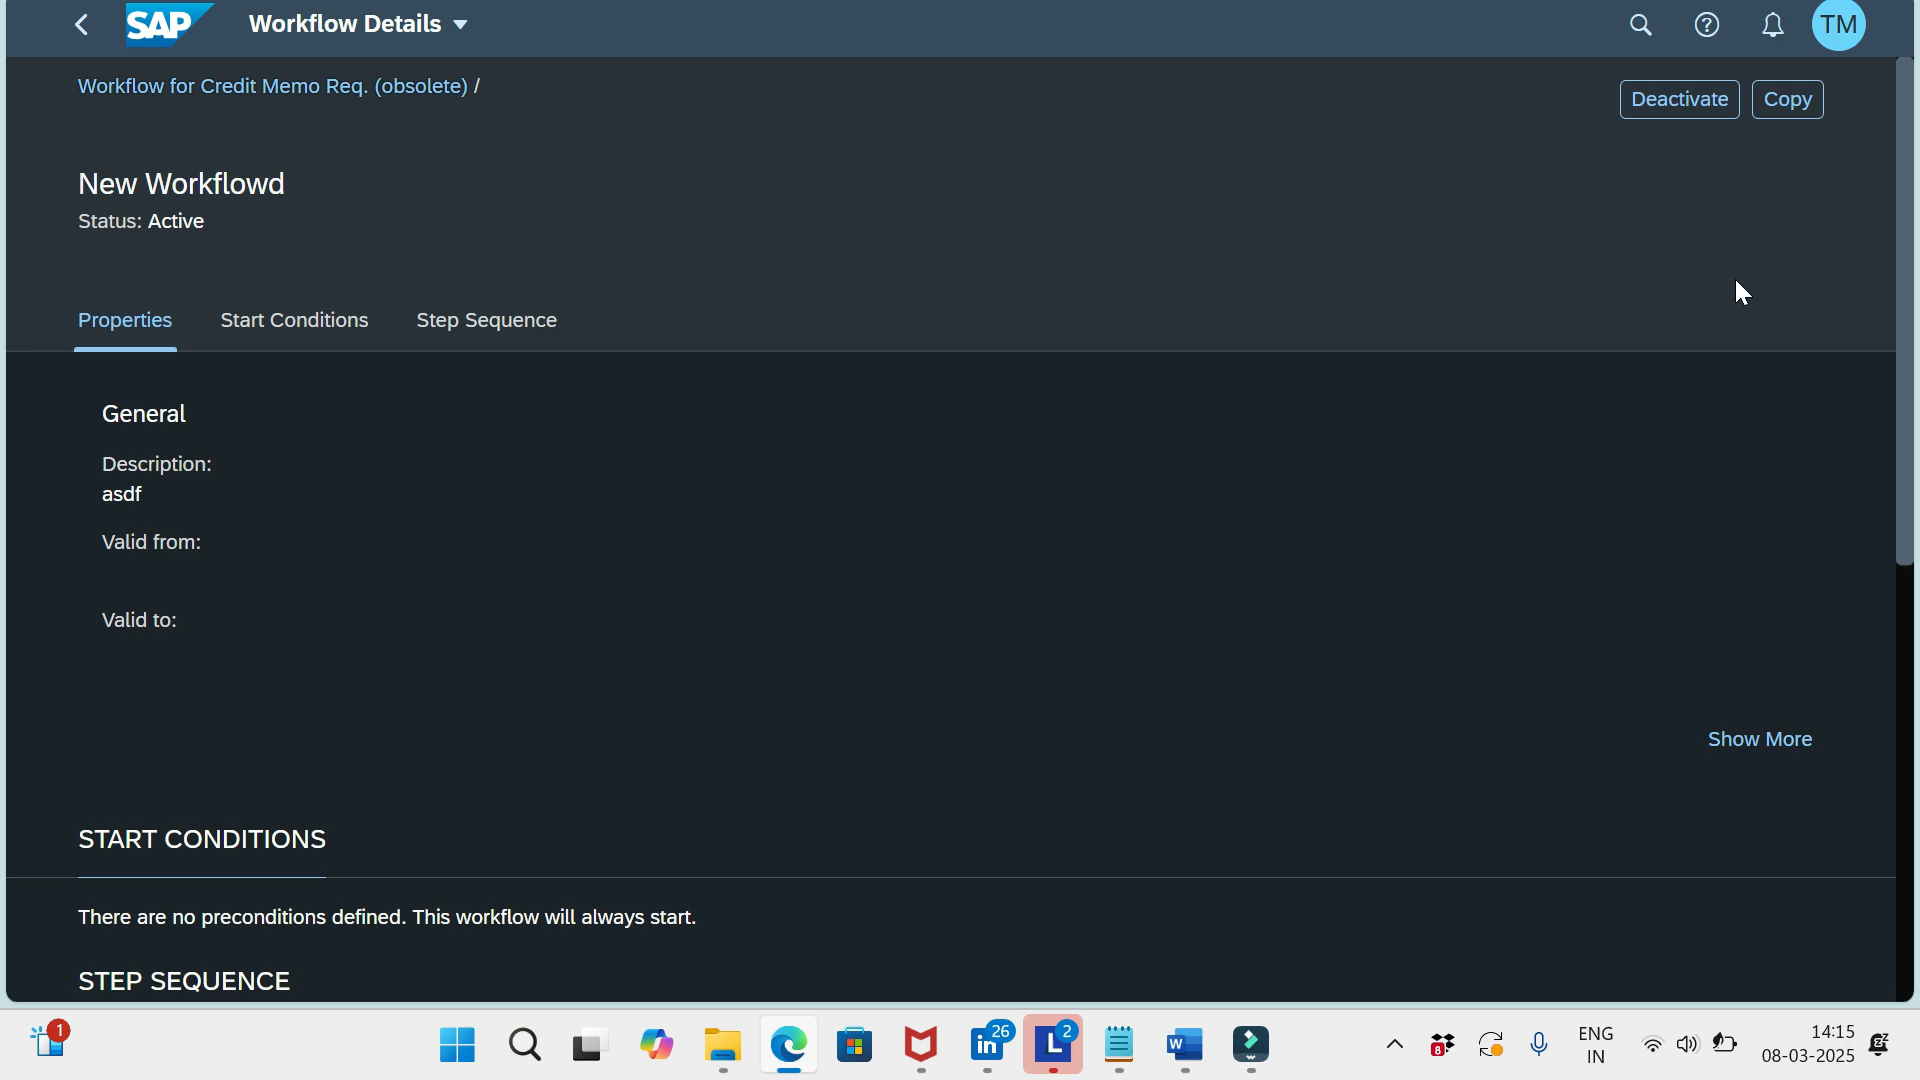 SAP Workflow Details
TM
Workflow for Credit Memo Req. (obsolete) /
Deactivate Copy
New Workflowd
Status: Active
Properties Start Conditions Step Sequence
General
Description:
asdf
Valid from:
Valid to:
Show More
START CONDITIONS
There are no preconditions defined. This workflow will always start.
STEP SEQUENCE
1
in 26
L 2
W
8
ENG
IN
14:15
08-03-2025